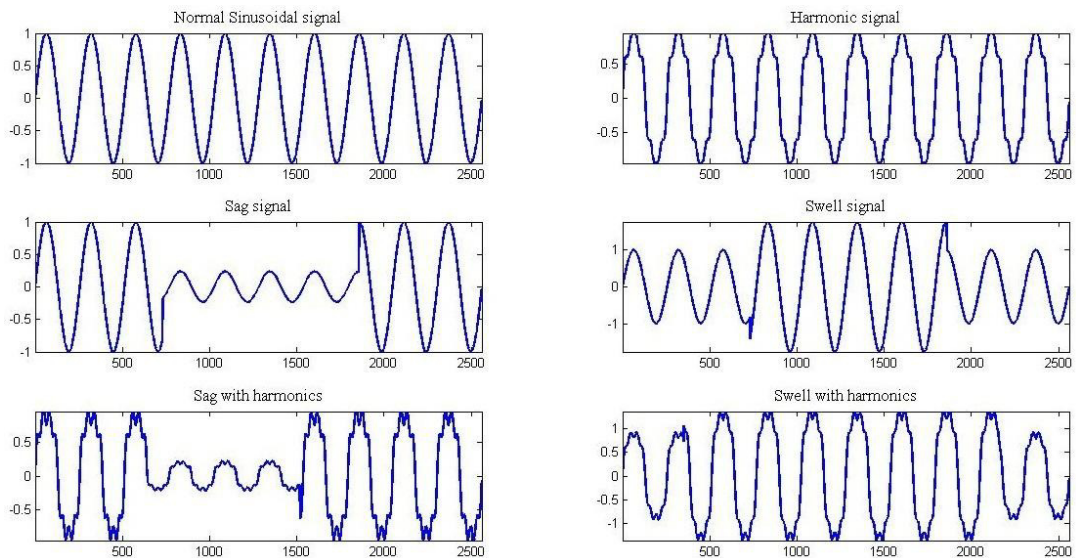 Normal Sinusoidal signal
1
0.5
0
-0.5
-1
500 1000 1500 2000 2500
Harmonic signal
0.5
0
-0.5
500 1000 1500 2000 2500
Sag signal
1
0.5
0
-0.5
-1
500 1000 1500 2000 2500
Swell signal
1
0
-1
500 1000 1500 2000 2500
Sag with harmonics
0.5
0
-0.5
500 1000 1500 2000 2500
Swell with harmonics
1
0.5
0
-0.5
-1
500 1000 1500 2000 2500